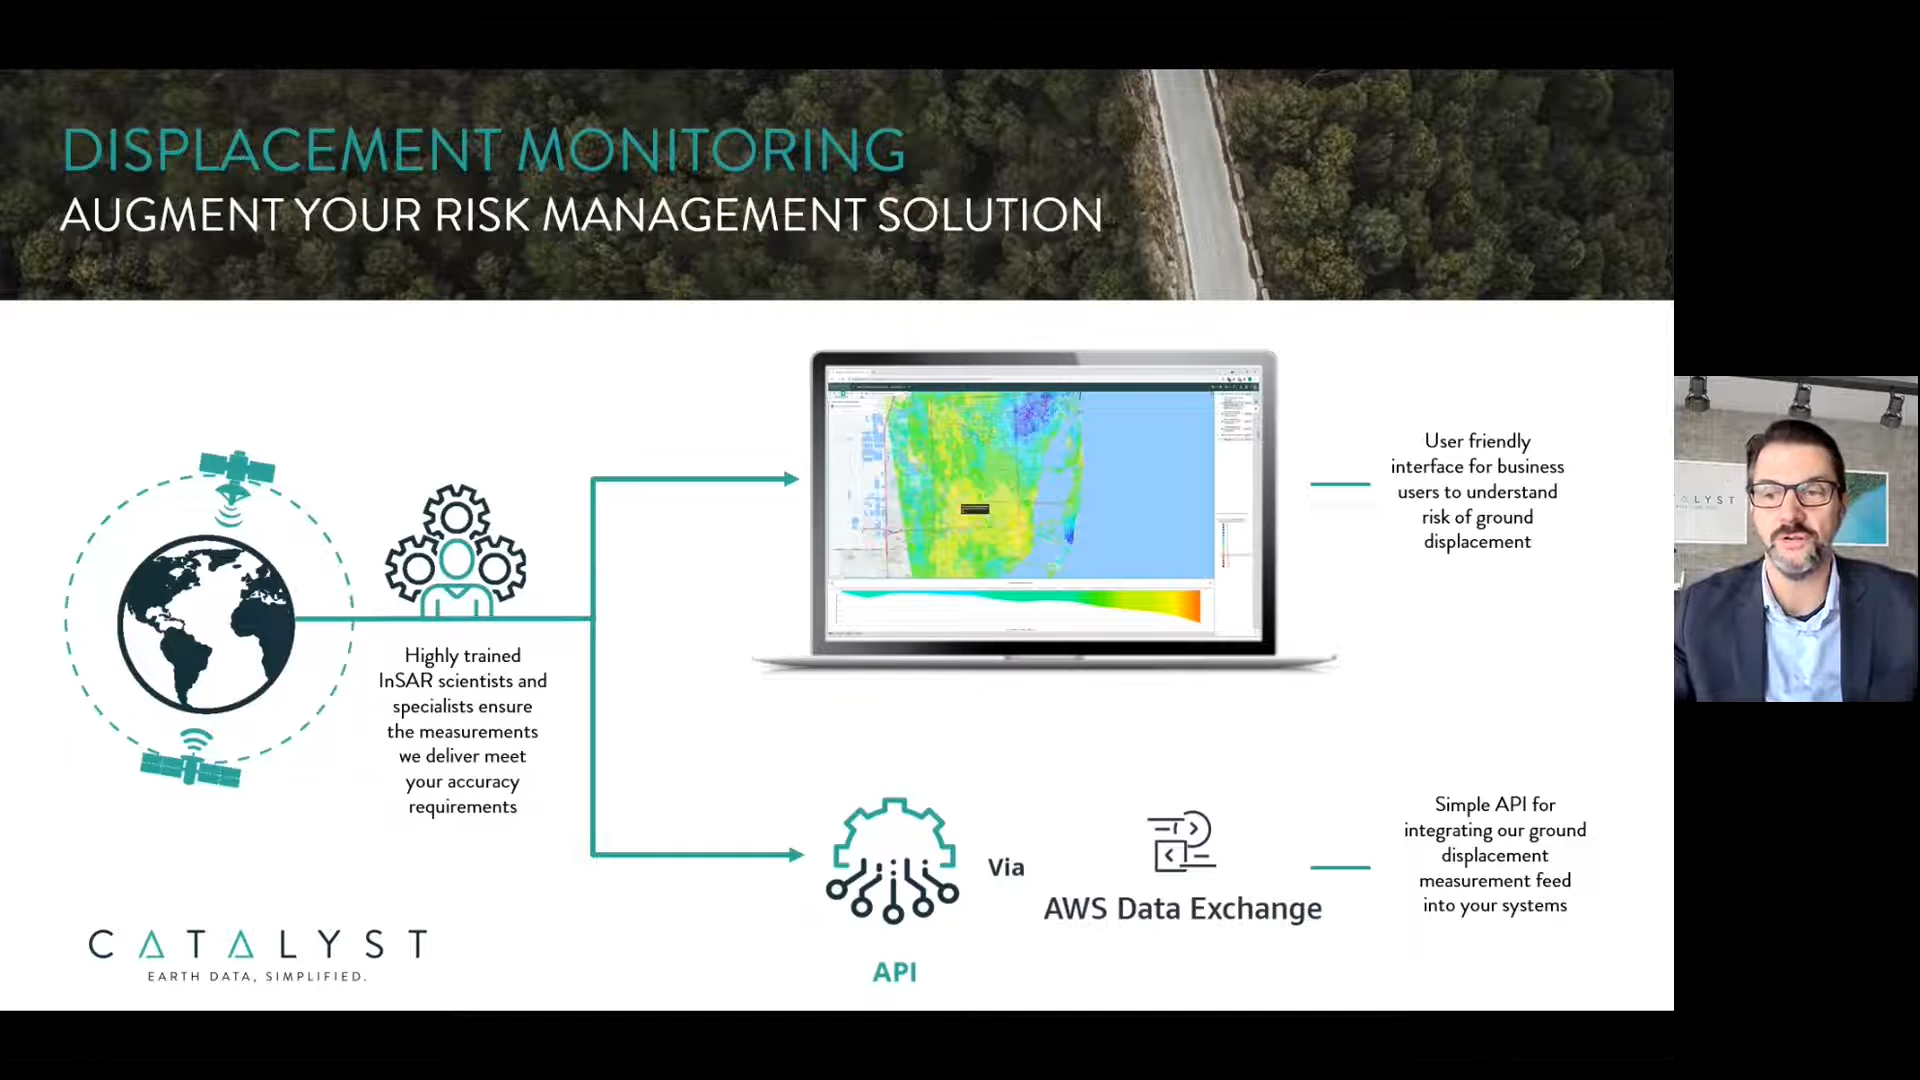 DISPLACEMENT MONITORING
AUGMENT YOUR RISK MANAGEMENT SOLUTION
Highly trained
InSAR scientists and
specialists ensure
the measurements
we deliver meet
your accuracy
requirements
User friendly
interface for business
users to understand
risk of ground
displacement
API
Via
AWS Data Exchange
Simple API for
integrating our ground
displacement
measurement feed
into your systems
CATALYST
EARTH DATA, SIMPLIFIED.